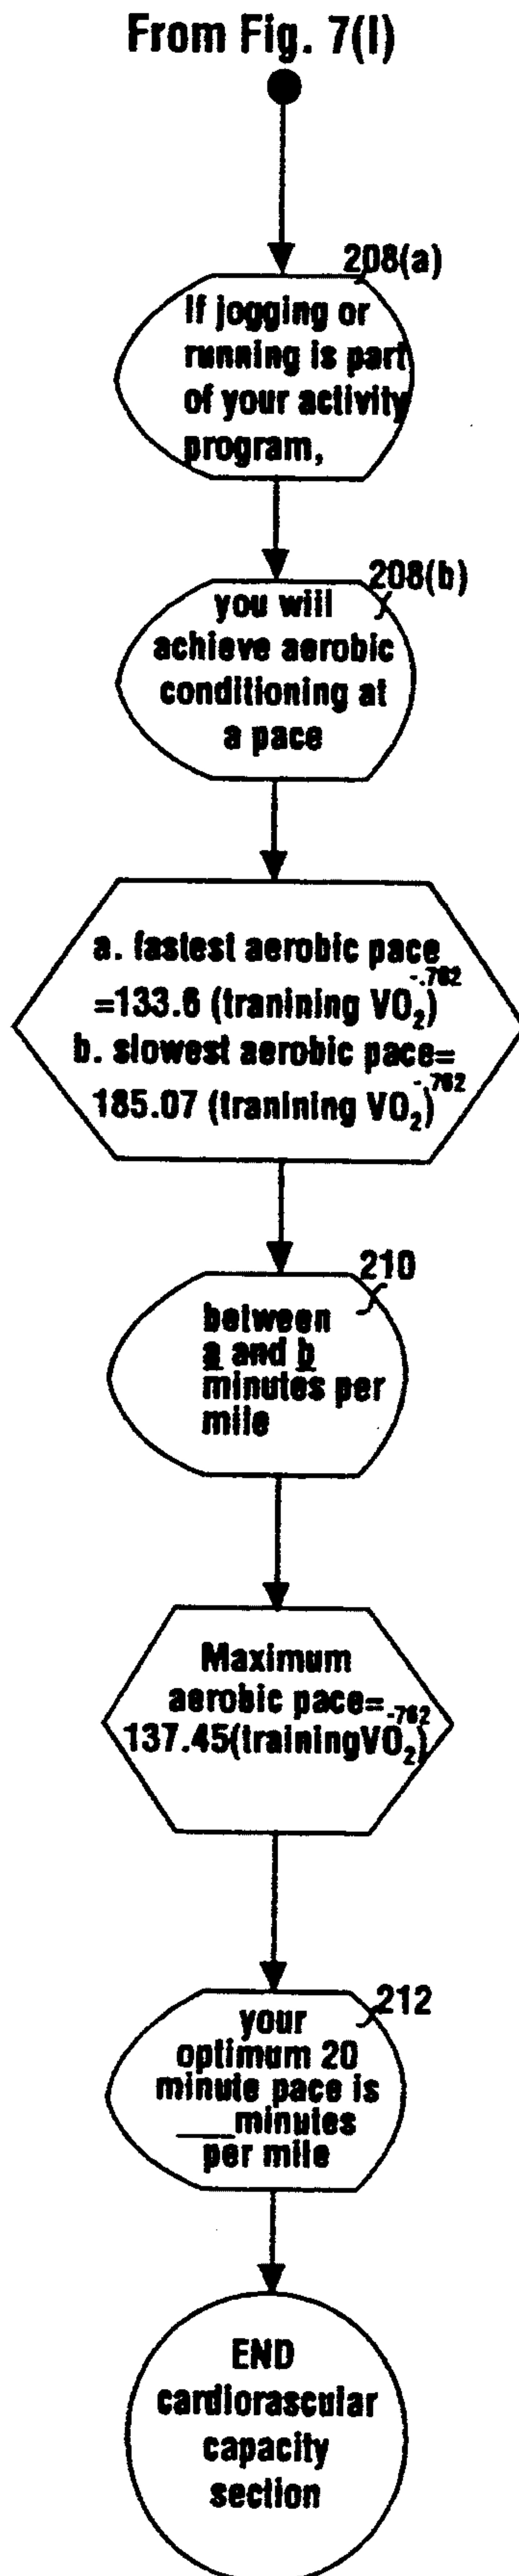 From Fig. 7(I)
208(a)
If jogging or
running is part
of your activity
program,
208(b)
you will
achieve aerobic
conditioning at
a pace
a. fastest aerobic pace
=133.6 (tranining VO₂)^-.762
b. slowest aerobic pace=
185.07 (tranining VO₂)^-.762
210
between
a and b
minutes per
mile
Maximum
aerobic pace=
137.45(trainingVO₂)^-.762
212
your
optimum 20
minute pace is
___minutes
per mile
END
cardiorascular
capacity
section